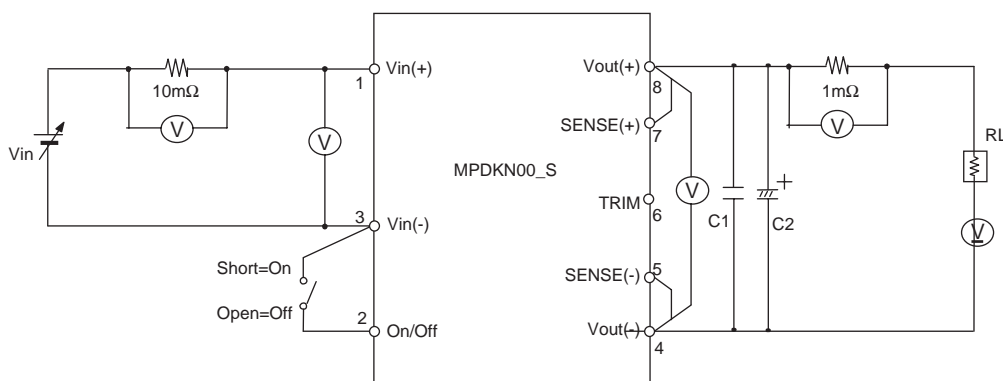 10mΩ
V
Vin
V
1
Vin(+)
3
Vin(-)
Short=On
Open=Off
2
On/Off
MPDKN00_S
Vout(+)
8
SENSE(+)
7
TRIM
6
5
SENSE(-)
Vout(-)
4
V
C1
+
C2
1mΩ
V
RL
V